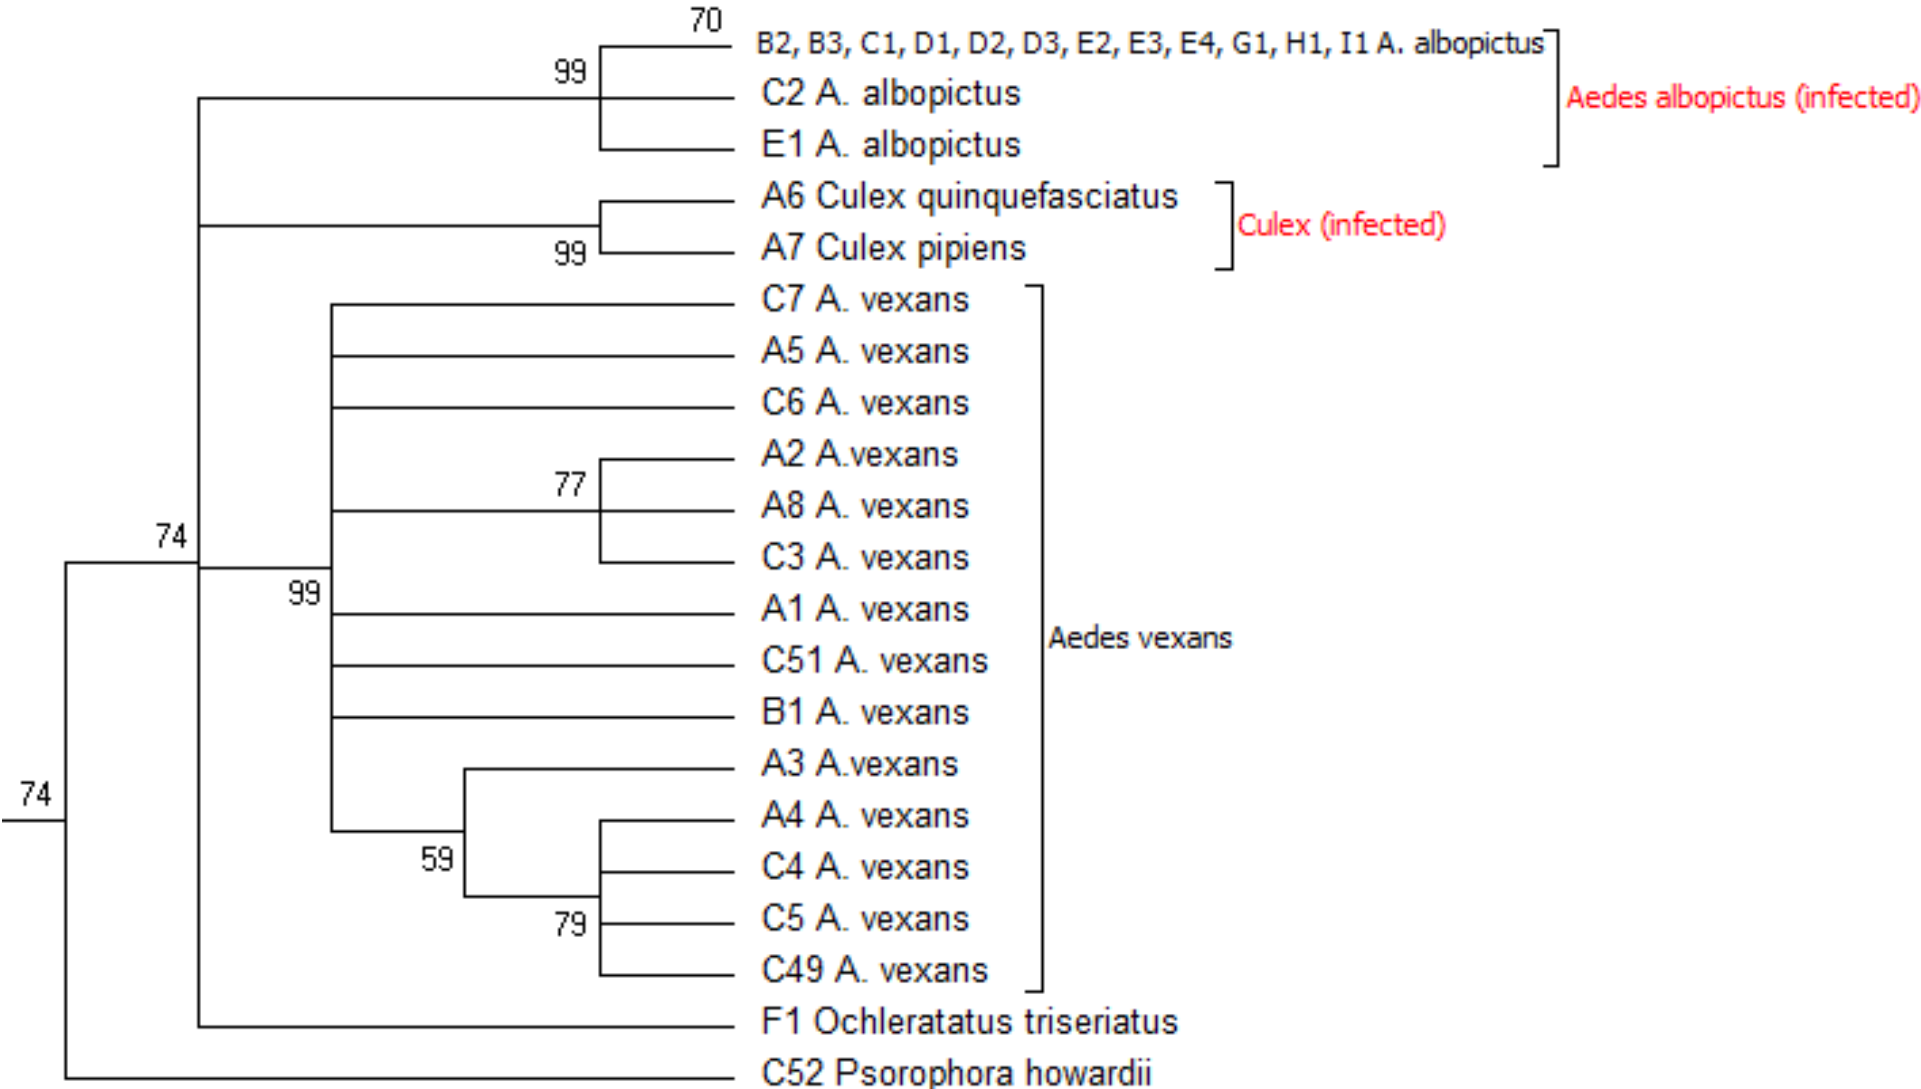 70
B2, B3, C1, D1, D2, D3, E2, E3, E4, G1, H1, I1 A. albopictus
99
C2 A. albopictus
Aedes albopictus (infected)
E1 A. albopictus
A6 Culex quinquefasciatus
Culex (infected)
99
A7 Culex pipiens
C7 A. vexans
A5 A. vexans
C6 A. vexans
A2 A.vexans
77
A8 A. vexans
74
C3 A. vexans
99
A1 A. vexans
Aedes vexans
C51 A. vexans
B1 A. vexans
A3 A.vexans
74
A4 A. vexans
59
C4 A. vexans
79
C5 A. vexans
C49 A. vexans
F1 Ochleratatus triseriatus
C52 Psorophora howardii